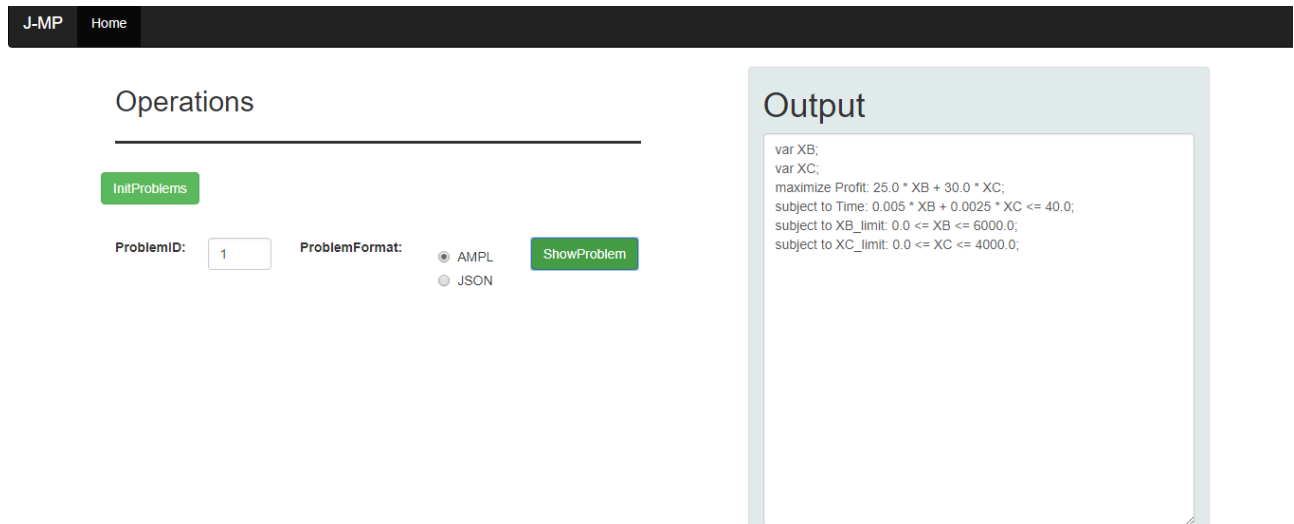 J-MP Home
Operations
InitProblems
ProblemID: 1 ProblemFormat: AMPL ShowProblem
JSON
Output
var XB;
var XC;
maximize Profit: 25.0 * XB + 30.0 * XC;
subject to Time: 0.005 * XB + 0.0025 * XC <= 40.0;
subject to XB_limit: 0.0 <= XB <= 6000.0;
subject to XC_limit: 0.0 <= XC <= 4000.0;